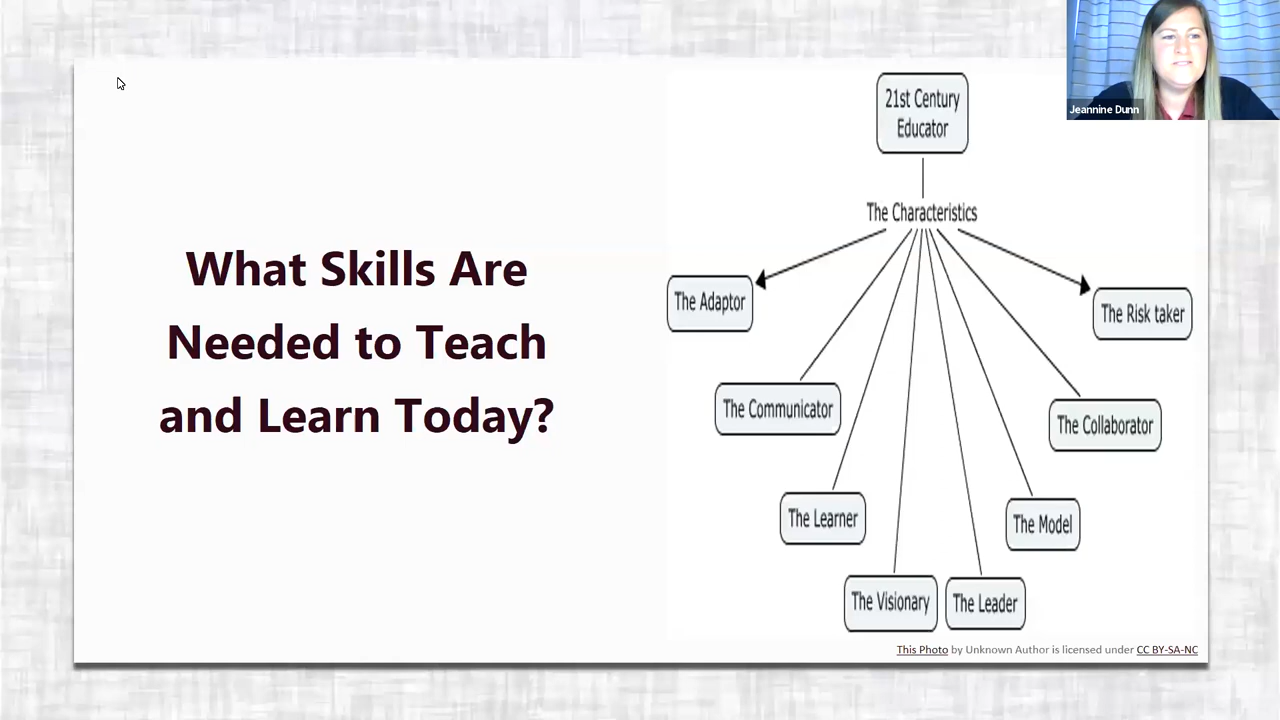 Jeannine Dunn
What Skills Are
Needed to Teach
and Learn Today?
21st Century
Educator
The Characteristics
The Adaptor
The Risk taker
The Communicator
The Collaborator
The Learner
The Model
The Visionary
The Leader
This Photo by Unknown Author is licensed under CC BY-SA-NC